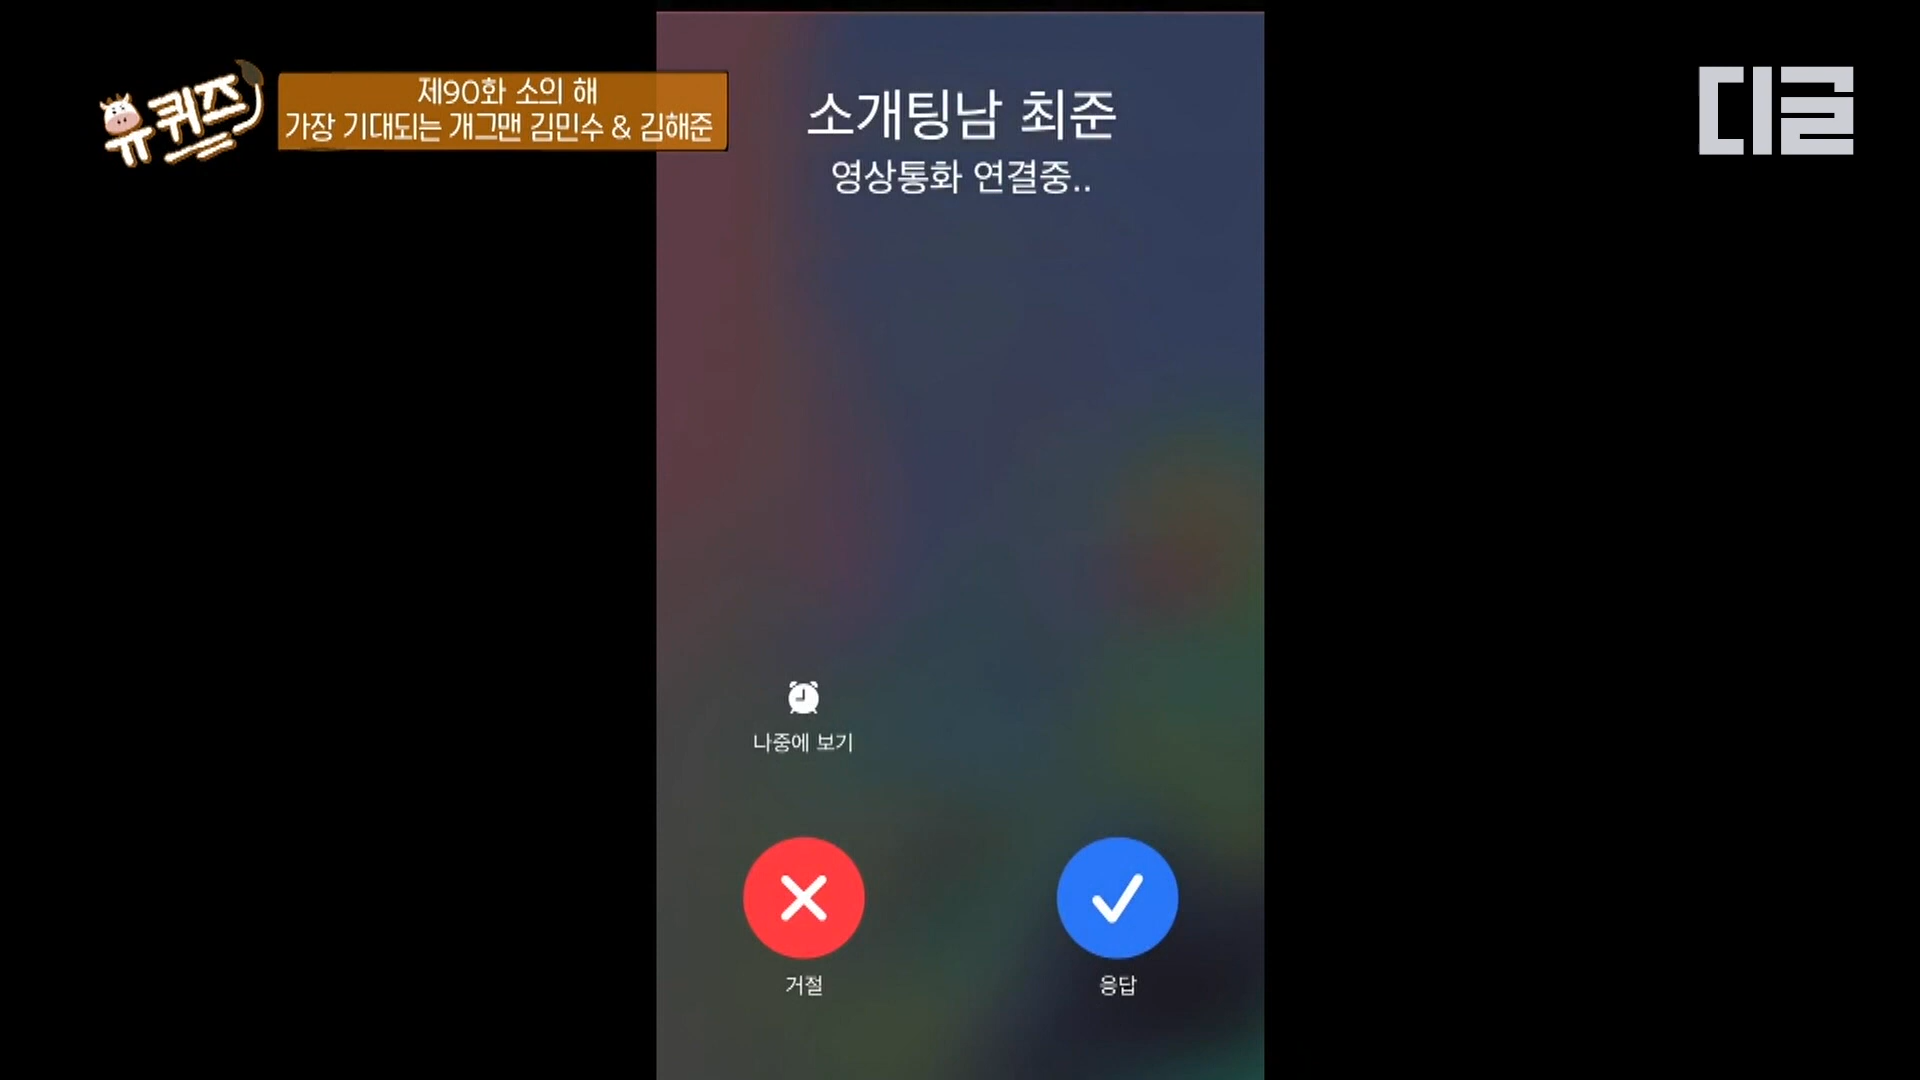 유퀴즈
제90화 소의 해
가장 기대되는 개그맨 김민수 & 김해준
디글
소개팅남 최준
영상통화 연결중..
나중에 보기
거절
응답